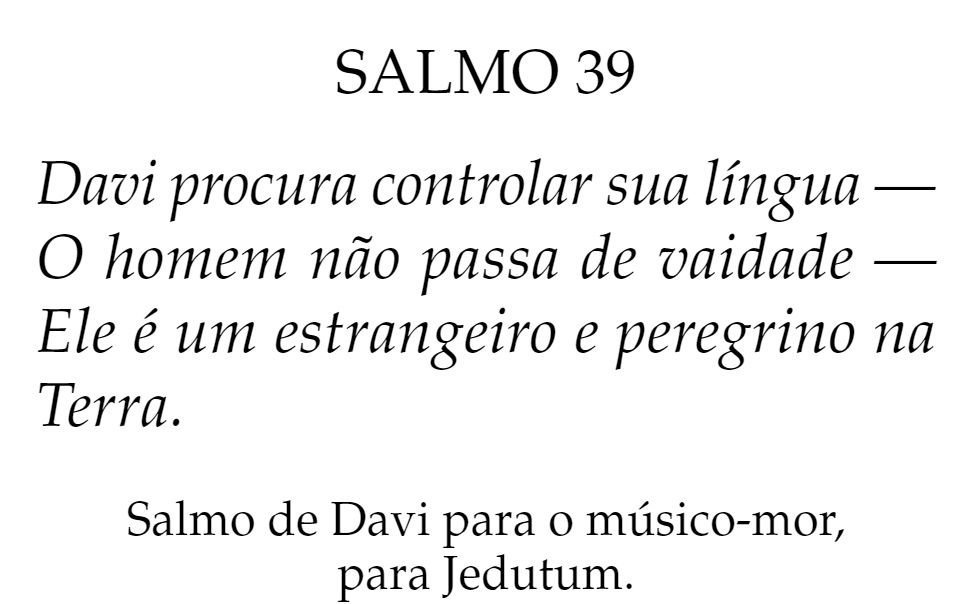 SALMO 39
Davi procura controlar sua língua —
O homem não passa de vaidade —
Ele é um estrangeiro e peregrino na
Terra.
Salmo de Davi para o músico-mor,
para Jedutum.